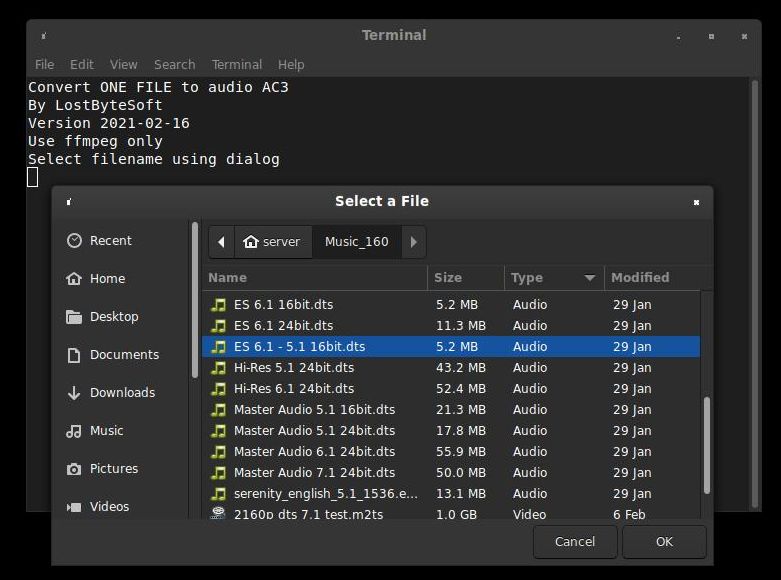 Terminal
File Edit View Search Terminal Help
Convert ONE FILE to audio AC3
By LostByteSoft
Version 2021-02-16
Use ffmpeg only
Select filename using dialog
Select a File
Recent
Home
Desktop
Documents
Downloads
Music
Pictures
Videos
server Music_160
Name Size Type Modified
ES 6.1 16bit.dts 5.2 MB Audio 29 Jan
ES 6.1 24bit.dts 11.3 MB Audio 29 Jan
ES 6.1 - 5.1 16bit.dts 5.2 MB Audio 29 Jan
Hi-Res 5.1 24bit.dts 43.2 MB Audio 29 Jan
Hi-Res 6.1 24bit.dts 52.4 MB Audio 29 Jan
Master Audio 5.1 16bit.dts 21.3 MB Audio 29 Jan
Master Audio 5.1 24bit.dts 17.8 MB Audio 29 Jan
Master Audio 6.1 24bit.dts 55.9 MB Audio 29 Jan
Master Audio 7.1 24bit.dts 50.0 MB Audio 29 Jan
serenity_english_5.1_1536.e... 13.1 MB Audio 29 Jan
2160p dts 7.1 test.m2ts 1.0 GB Video 6 Feb
Cancel OK